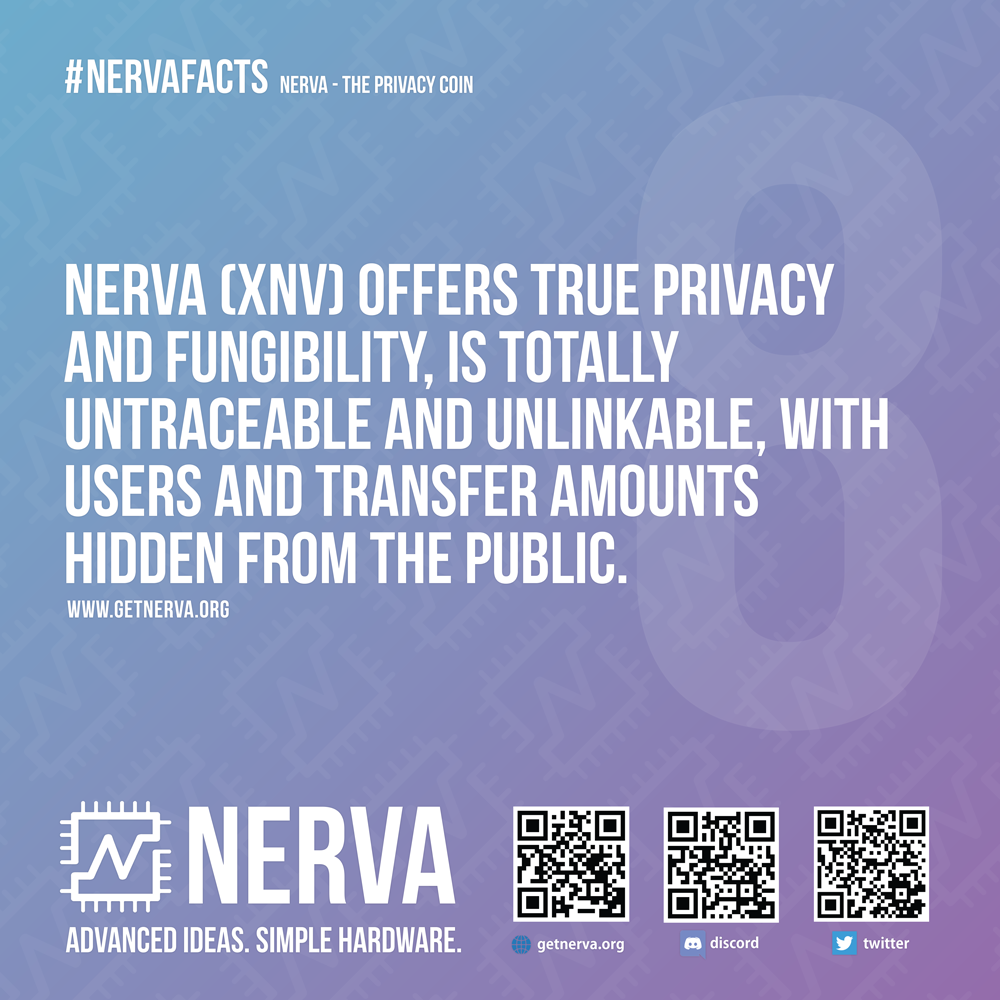 #NERVAFACTS NERVA - THE PRIVACY COIN
8
NERVA (XNV) OFFERS TRUE PRIVACY
AND FUNGIBILITY, IS TOTALLY
UNTRACEABLE AND UNLINKABLE, WITH
USERS AND TRANSFER AMOUNTS
HIDDEN FROM THE PUBLIC.
WWW.GETNERVA.ORG
NERVA
ADVANCED IDEAS. SIMPLE HARDWARE.
getnerva.org
discord
twitter